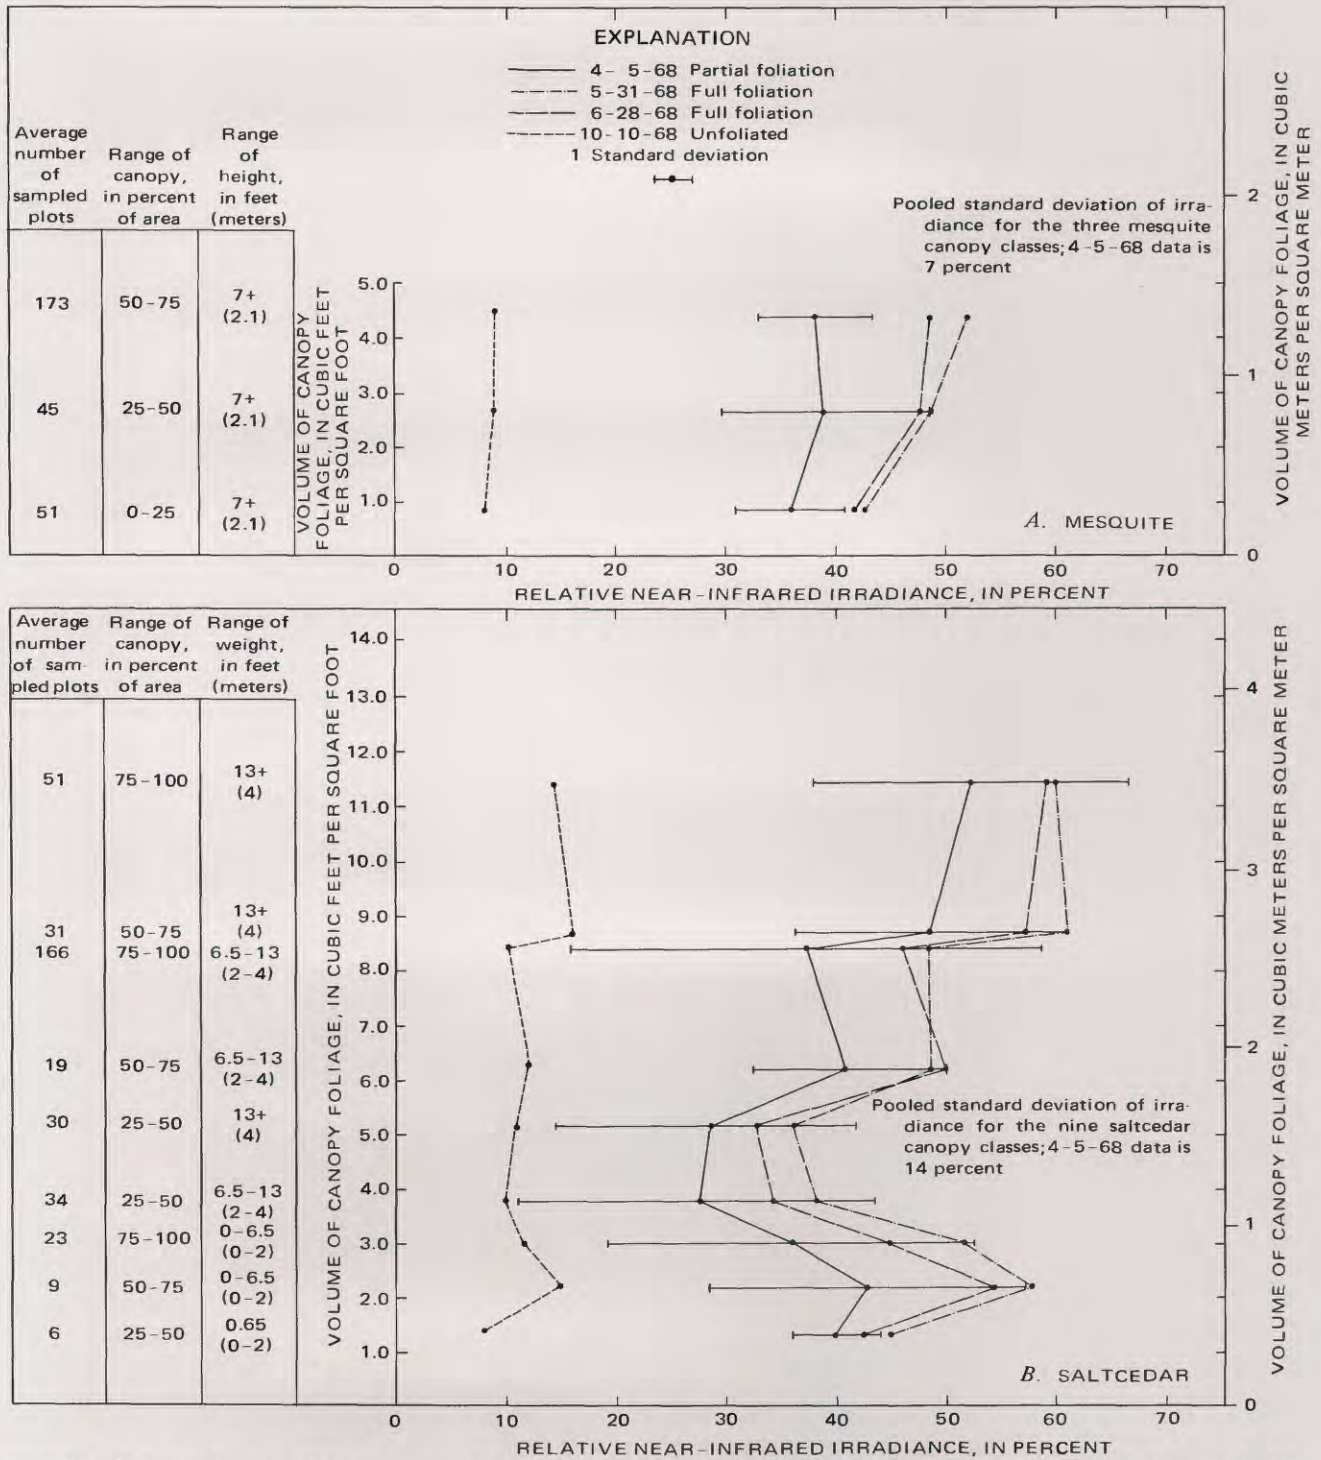 EXPLANATION
4- 5-68 Partial foliation
5-31-68 Full foliation
6-28-68 Full foliation
10-10-68 Unfoliated
1 Standard deviation
Pooled standard deviation of irra-
diance for the three mesquite
canopy classes; 4-5-68 data is
7 percent
Average
number
of
sampled
plots
Range of
canopy,
in percent
of area
Range
of
height,
in feet
(meters)
173 50-75 7+
(2.1)
45 25-50 7+
(2.1)
51 0-25 7+
(2.1)
VOLUME OF CANOPY
FOLIAGE, IN CUBIC FEET
PER SQUARE FOOT
5.0
4.0
3.0
2.0
1.0
A. MESQUITE
2
1
0
VOLUME OF CANOPY FOLIAGE, IN CUBIC
METERS PER SQUARE METER
0 10 20 30 40 50 60 70
RELATIVE NEAR-INFRARED IRRADIANCE, IN PERCENT
Average
number
of sam-
pled plots
Range of
canopy,
in percent
of area
Range of
weight,
in feet
(meters)
51 75-100 13+
(4)
31 50-75 13+
(4)
166 75-100 6.5-13
(2-4)
19 50-75 6.5-13
(2-4)
30 25-50 13+
(4)
34 25-50 6.5-13
(2-4)
23 75-100 0-6.5
(0-2)
9 50-75 0-6.5
(0-2)
6 25-50 0.65
(0-2)
VOLUME OF CANOPY FOLIAGE, IN CUBIC FEET PER SQUARE FOOT
14.0
13.0
12.0
11.0
10.0
9.0
8.0
7.0
6.0
5.0
4.0
3.0
2.0
1.0
Pooled standard deviation of irra-
diance for the nine saltcedar
canopy classes; 4-5-68 data is
14 percent
B. SALTCEDAR
4
3
2
1
0
VOLUME OF CANOPY FOLIAGE, IN CUBIC METERS PER SQUARE METER
0 10 20 30 40 50 60 70
RELATIVE NEAR-INFRARED IRRADIANCE, IN PERCENT